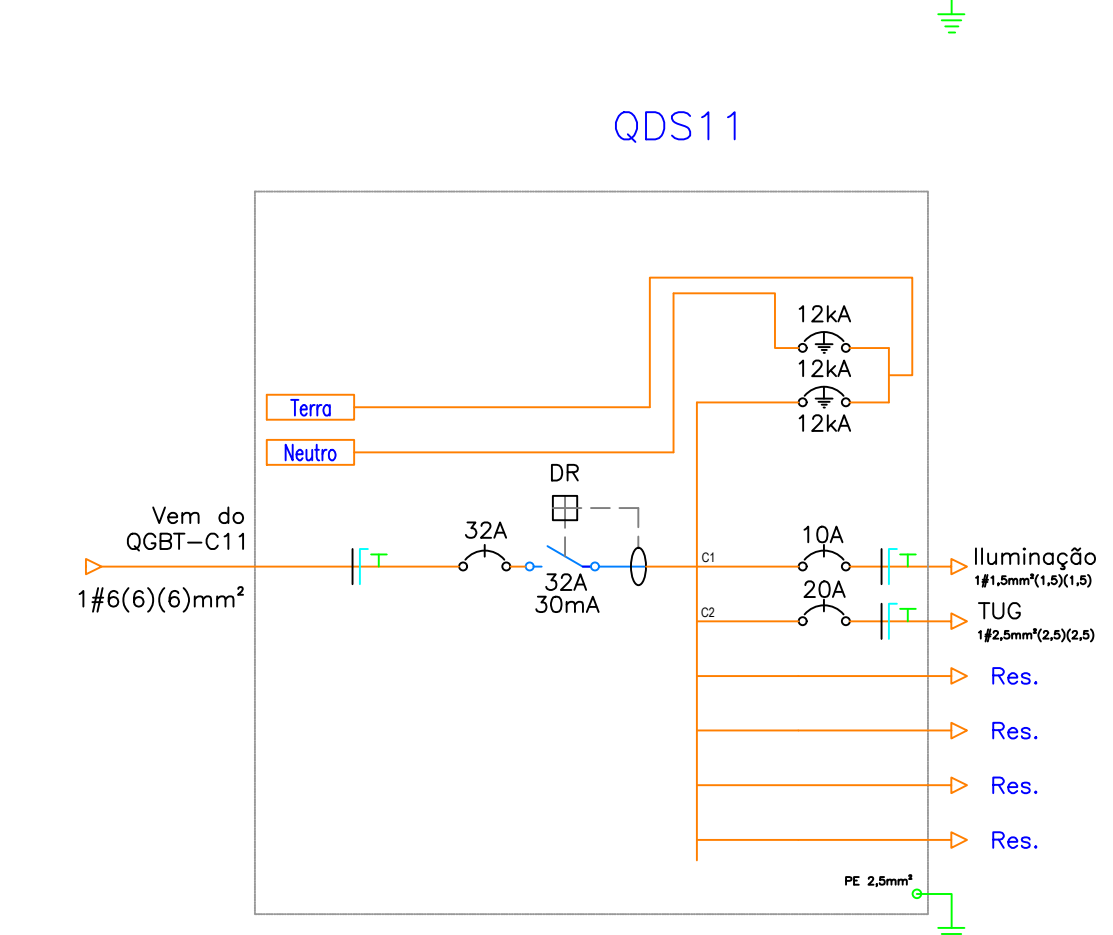 QDS11
12kA
12kA
Terra
12kA
Neutro
DR
Vem do
QGBT-C11
32A
10A
C1
Iluminação
1#1,5mm²(1,5)(1,5)
1#6(6)(6)mm²
32A
30mA
20A
C2
TUG
1#2,5mm²(2,5)(2,5)
Res.
Res.
Res.
Res.
PE 2,5mm²